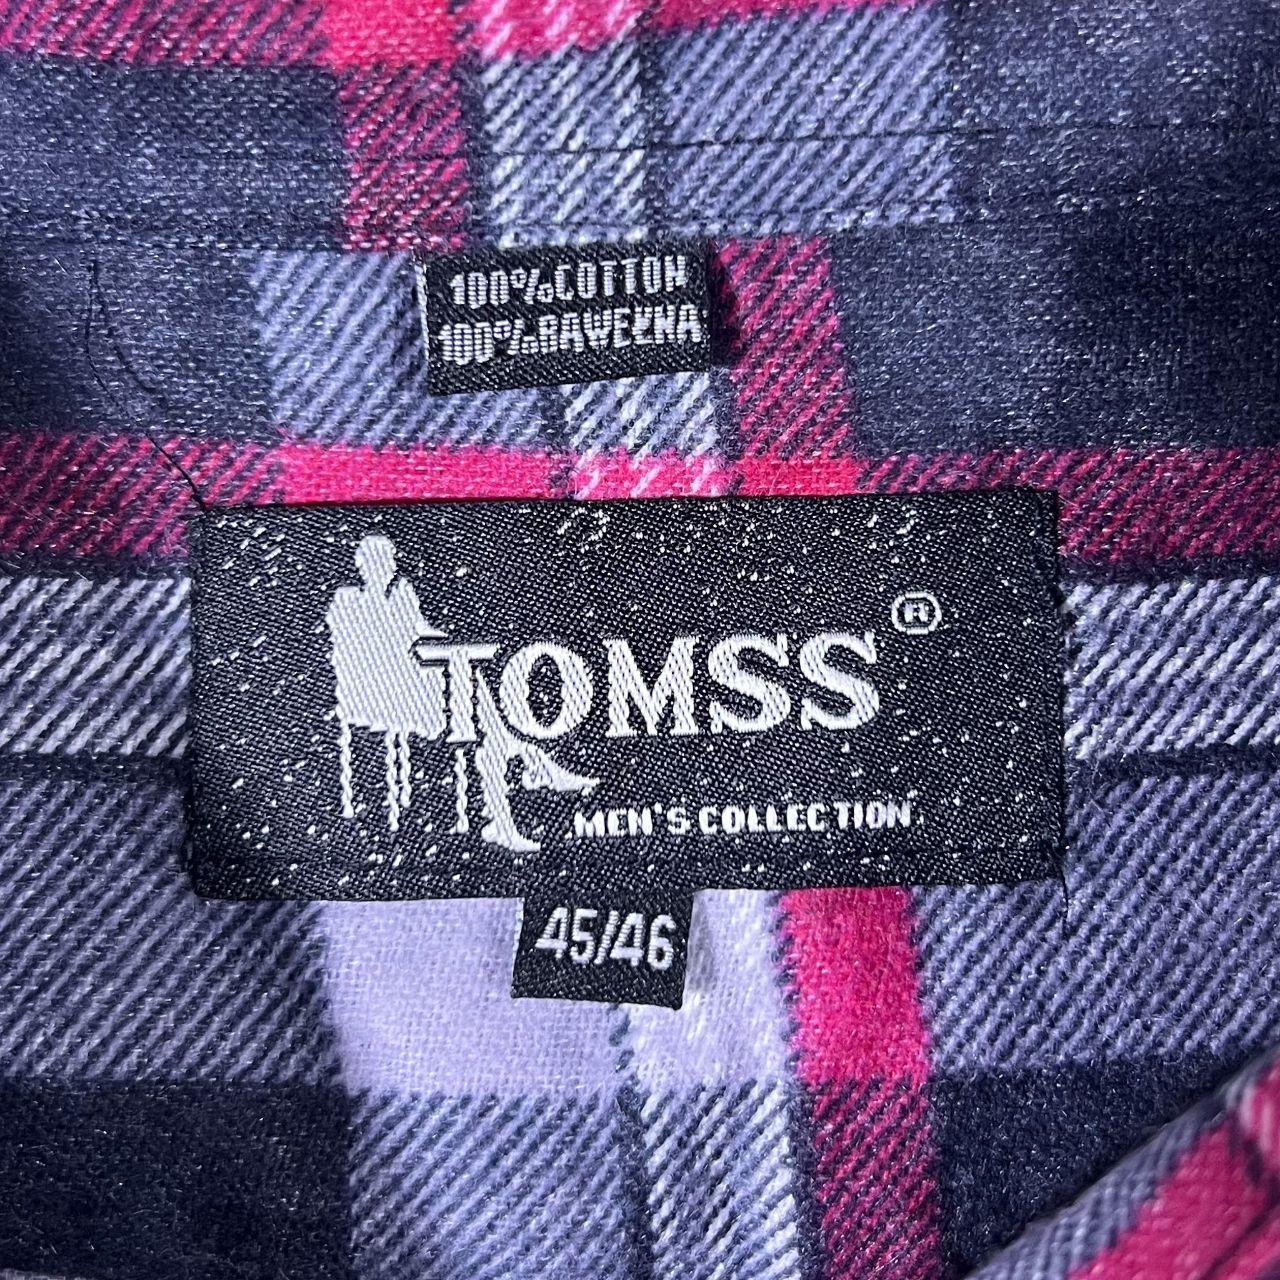 100%COTTON
100%BAWEŁNA
TOMSS®
MEN'S COLLECTION
45/46